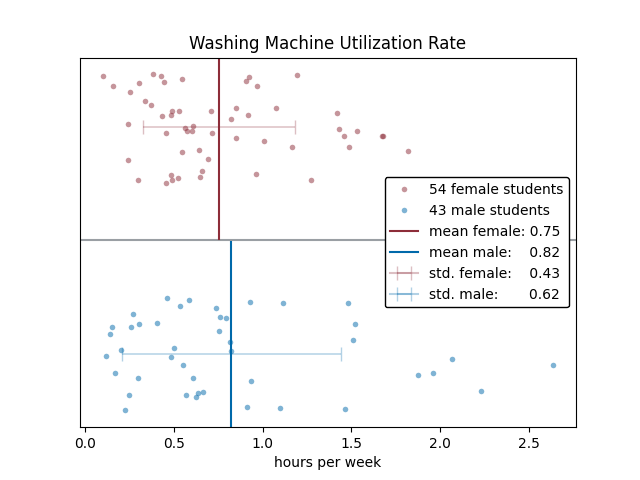 Washing Machine Utilization Rate
54 female students
43 male students
mean female: 0.75
mean male: 0.82
std. female: 0.43
std. male: 0.62
0.0 0.5 1.0 1.5 2.0 2.5
hours per week